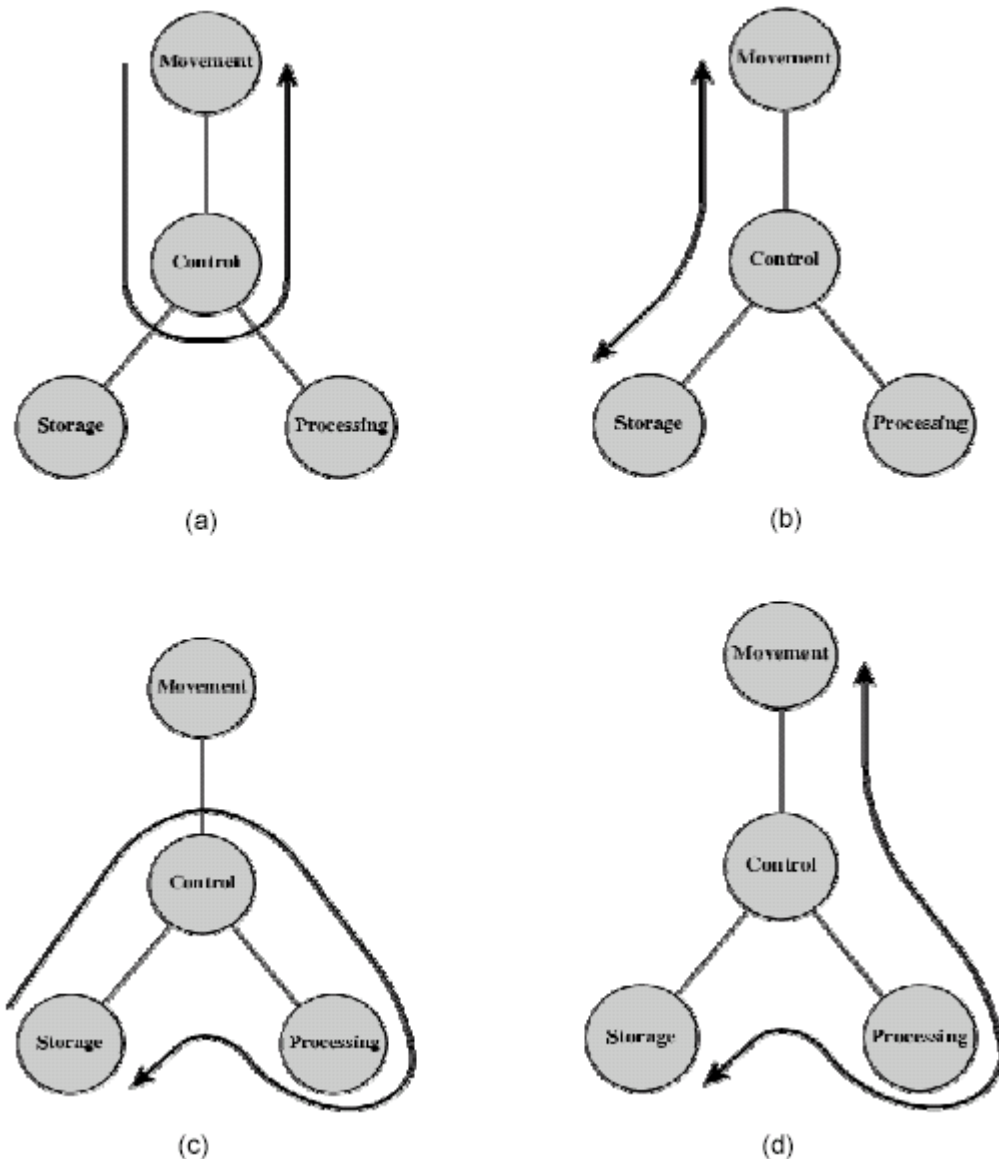 Movement
Control
Storage
Processing
(a)
Movement
Control
Storage
Processing
(b)
Movement
Control
Storage
Processing
(c)
Movement
Control
Storage
Processing
(d)